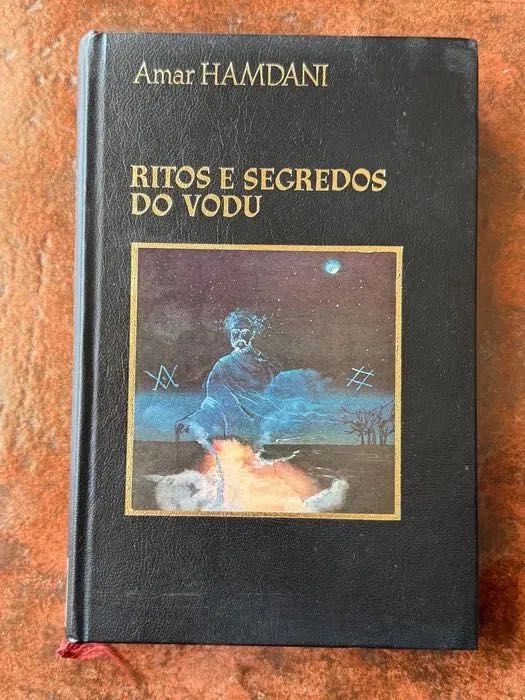 Amar HAMDANI
RITOS E SEGREDOS
DO VODU